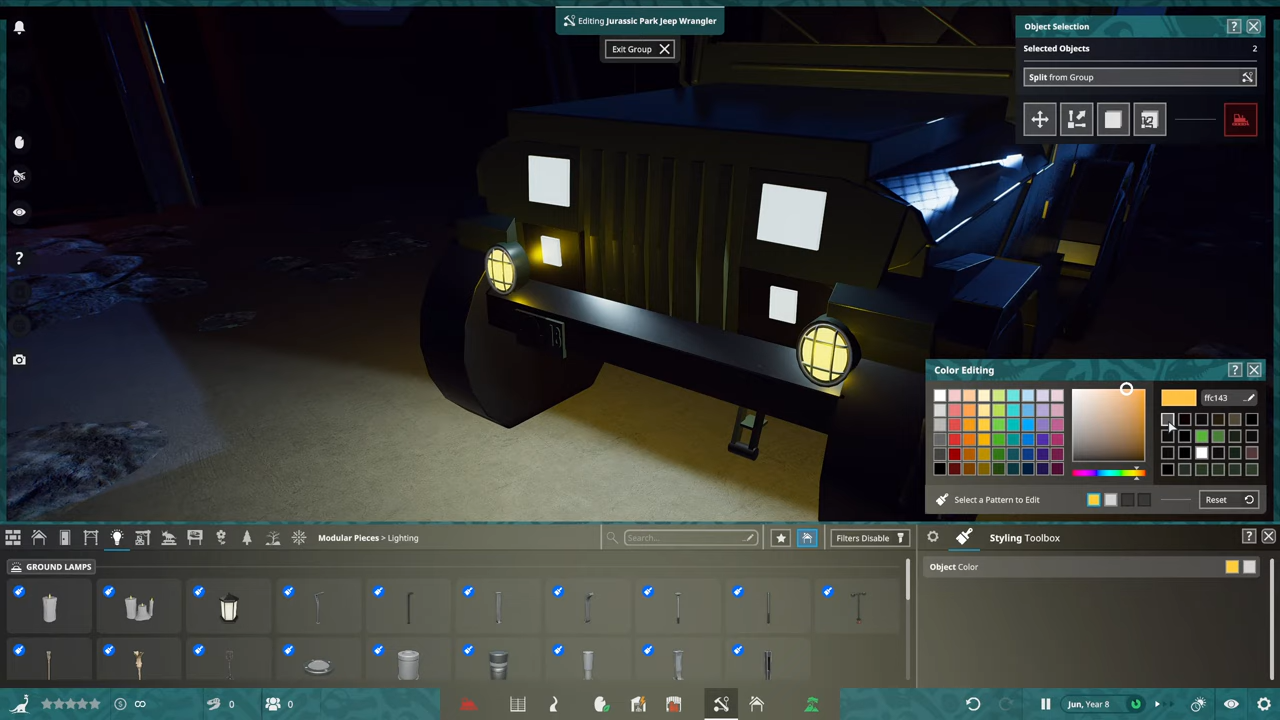 Editing Jurassic Park Jeep Wrangler
Exit Group
Object Selection
?
Selected Objects 2
Split from Group
12
?
Color Editing
?
ffc143
Select a Pattern to Edit
Reset
Modular Pieces > Lighting
Search...
Filters Disable
Styling Toolbox
?
GROUND LAMPS
Object Color
$ ∞
0
0
Jun, Year 8